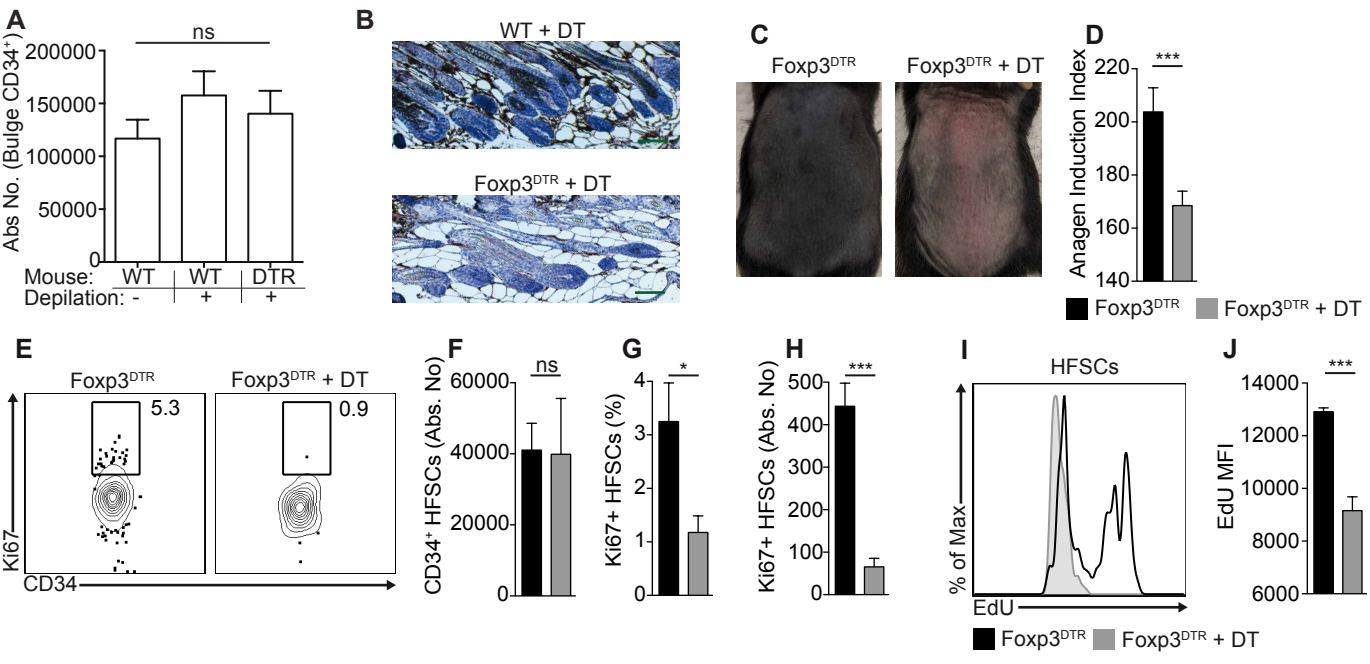 A
Abs No. (Bulge CD34⁺)
200000
150000
100000
50000
0
ns
Mouse: WT WT DTR
Depilation: - + +
B
WT + DT
Foxp3ᴰᵀᴿ + DT
C
Foxp3ᴰᵀᴿ Foxp3ᴰᵀᴿ + DT
D
Anagen Induction Index
220
200
180
160
140
***
Foxp3ᴰᵀᴿ Foxp3ᴰᵀᴿ + DT
E
Foxp3ᴰᵀᴿ Foxp3ᴰᵀᴿ + DT
5.3 0.9
Ki67
CD34
F
CD34⁺ HFSCs (Abs. No)
60000
40000
20000
0
ns
G
Ki67+ HFSCs (%)
4
3
2
1
0
*
H
Ki67+ HFSCs (Abs. No)
500
400
300
200
100
0
***
I
HFSCs
% of Max
EdU
J
EdU MFI
14000
12000
10000
8000
6000
***
Foxp3ᴰᵀᴿ Foxp3ᴰᵀᴿ + DT